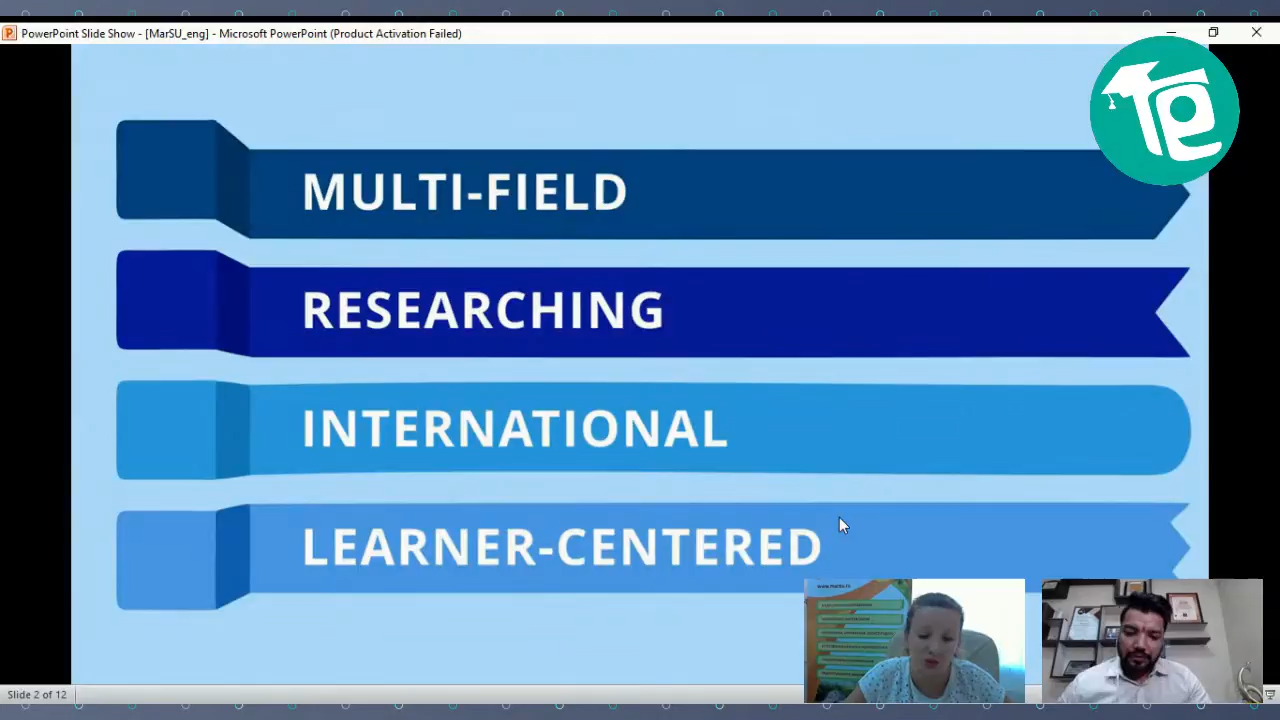 PowerPoint Slide Show - [MarSU_eng] - Microsoft PowerPoint (Product Activation Failed)
MULTI-FIELD
RESEARCHING
INTERNATIONAL
LEARNER-CENTERED
Slide 2 of 12